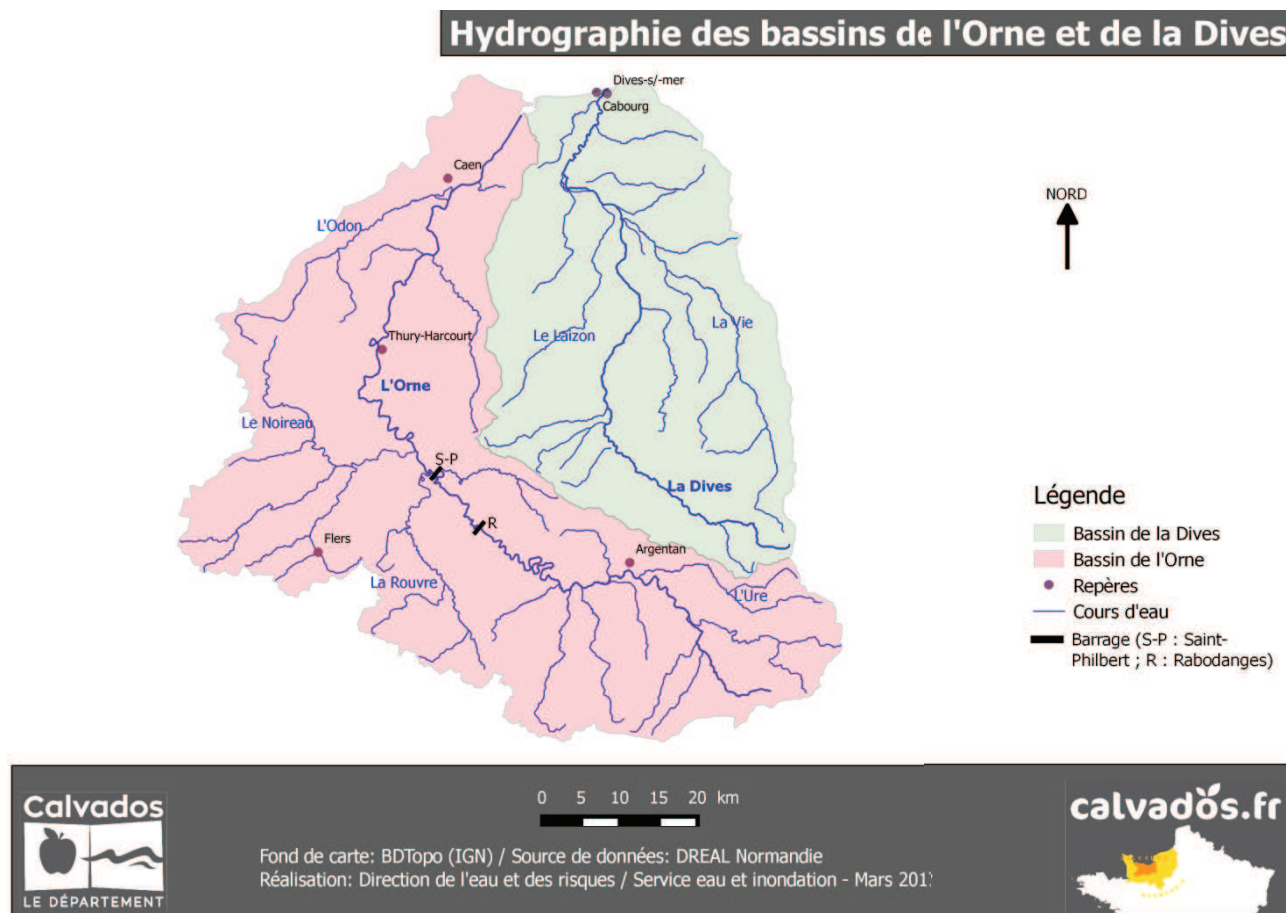 Hydrographie des bassins de l'Orne et de la Dives
Dives-s/-mer
Cabourg
Caen
NORD
L'Odon
Le Laizon
La Vie
Thury-Harcourt
L'Orne
Le Noireau
S-P
La Dives
R
Flers
Argentan
La Rouvre
L'Ure
Légende
Bassin de la Dives
Bassin de l'Orne
Repères
Cours d'eau
Barrage (S-P : Saint-
Philbert ; R : Rabodanges)
Calvados
LE DÉPARTEMENT
0 5 10 15 20 km
Fond de carte: BDTopo (IGN) / Source de données: DREAL Normandie
Réalisation: Direction de l'eau et des risques / Service eau et inondation - Mars
calvados.fr